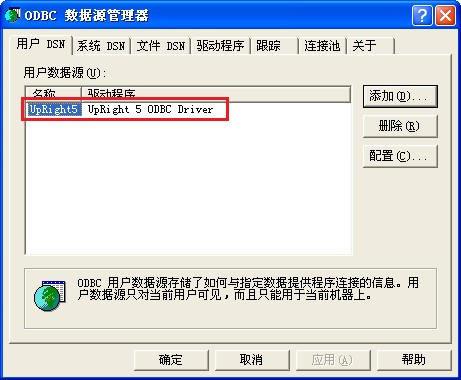 ODBC 数据源管理器
用户 DSN 系统 DSN 文件 DSN 驱动程序 跟踪 连接池 关于
用户数据源(U):
名称 驱动程序
UpRight5 UpRight 5 ODBC Driver
添加(D)...
删除(R)
配置(C)...
ODBC 用户数据源存储了如何与指定数据提供程序连接的信息。用
户数据源只对当前用户可见,而且只能用于当前机器上。
确定 取消 应用(A) 帮助